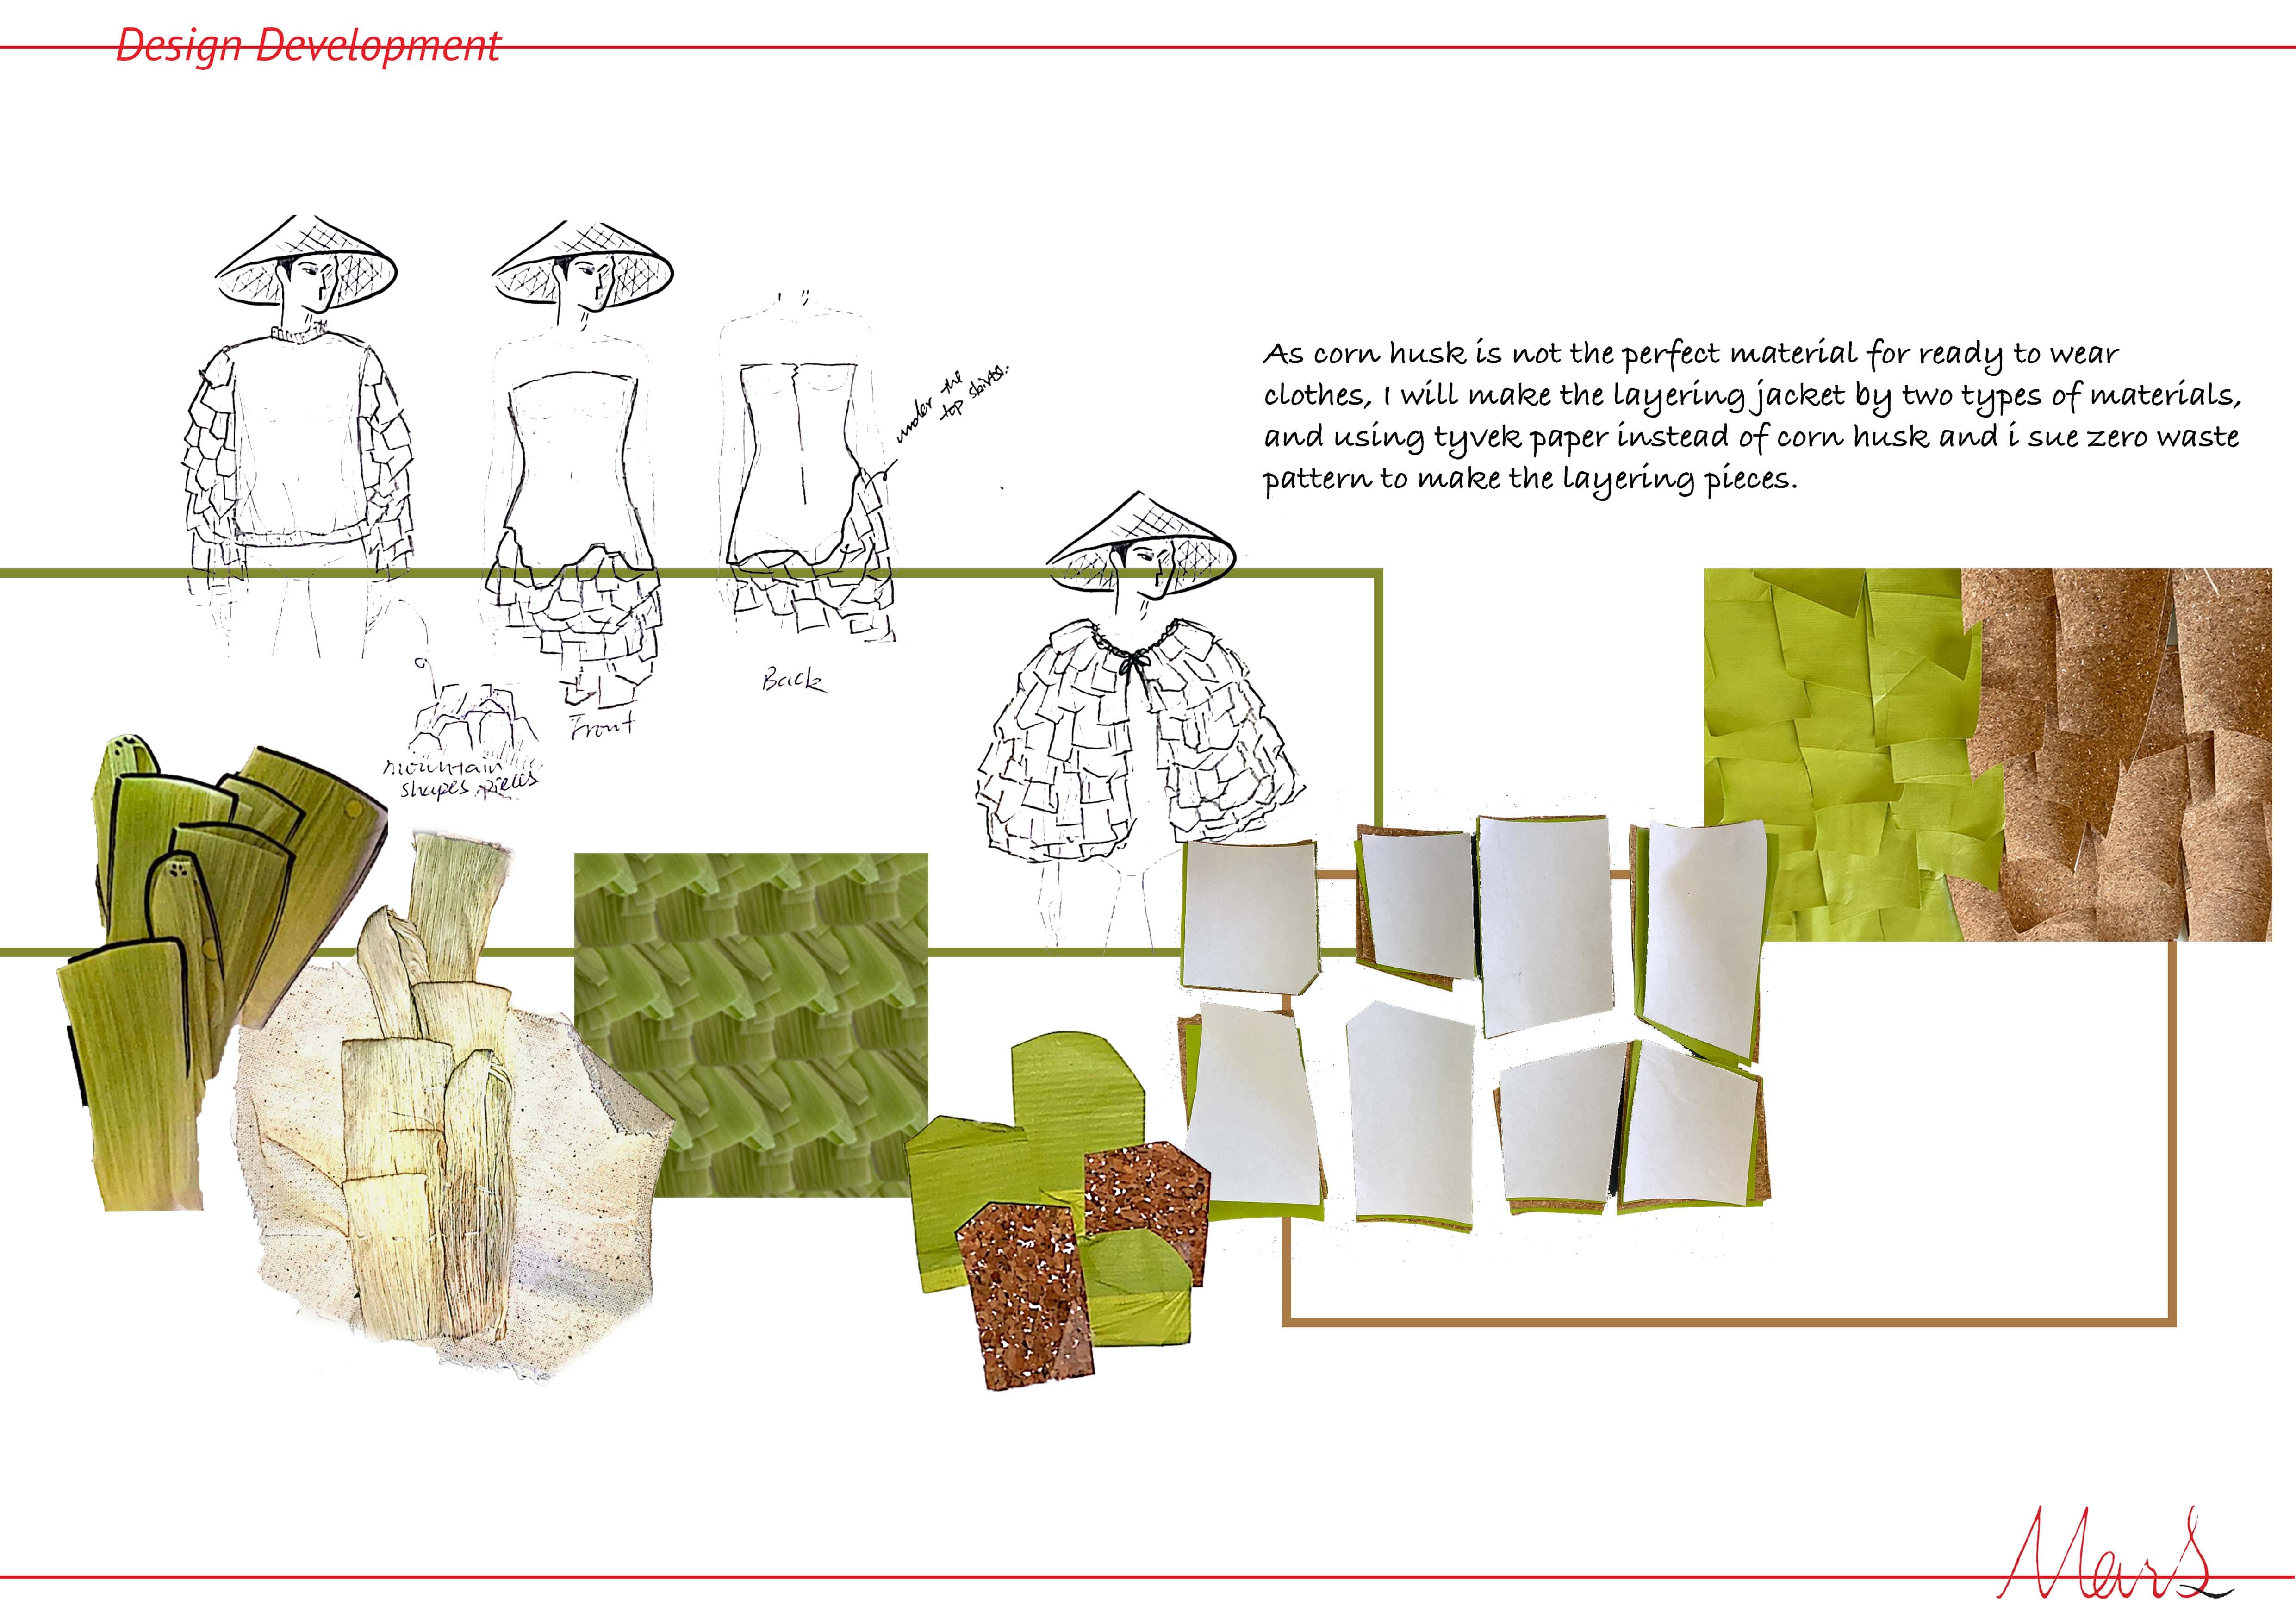 Design Development
under the
top skirts.
As corn husk is not the perfect material for ready to wear
clothes, I will make the layering jacket by two types of materials,
and using tyvek paper instead of corn husk and i sue zero waste
pattern to make the layering pieces.
Back
Front
mountain
shapes pieces
MarS